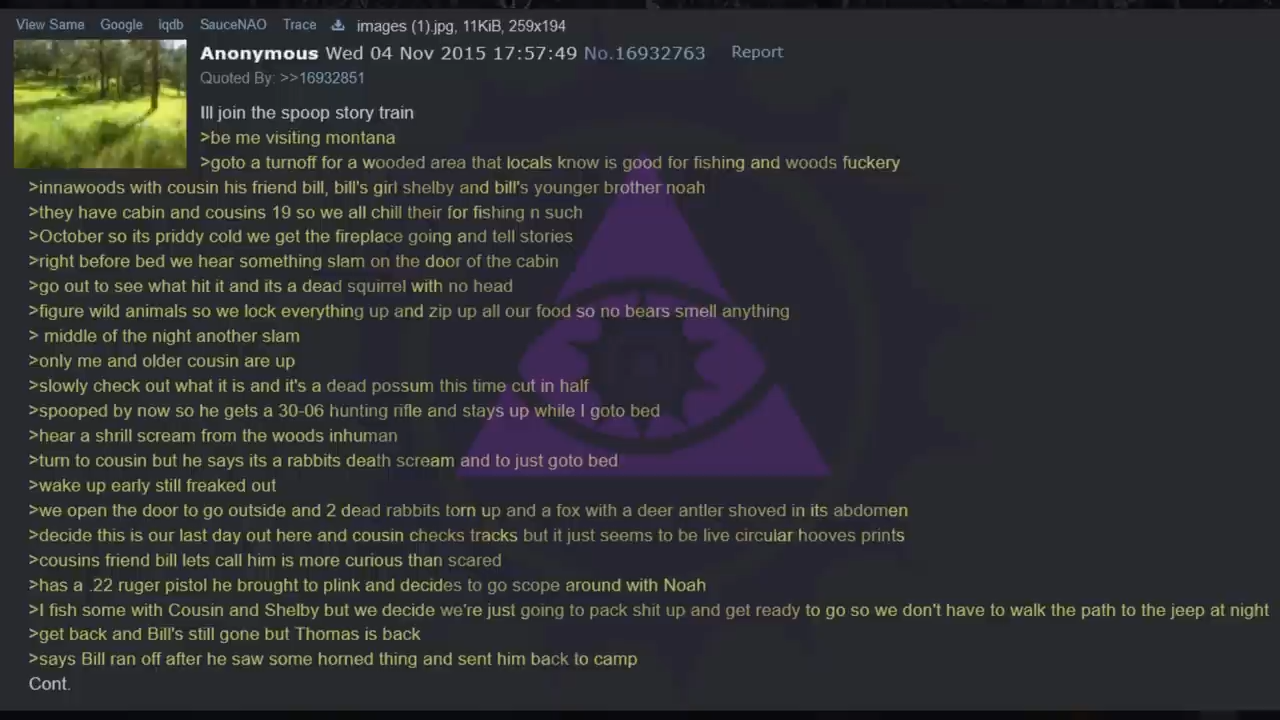 View Same Google iqdb SauceNAO Trace images (1).jpg, 11KiB, 259x194
Anonymous Wed 04 Nov 2015 17:57:49 No.16932763 Report
Quoted By: >>16932851
Ill join the spoop story train
>be me visiting montana
>goto a turnoff for a wooded area that locals know is good for fishing and woods fuckery
>innawoods with cousin his friend bill, bill's girl shelby and bill's younger brother noah
>they have cabin and cousins 19 so we all chill their for fishing n such
>October so its priddy cold we get the fireplace going and tell stories
>right before bed we hear something slam on the door of the cabin
>go out to see what hit it and its a dead squirrel with no head
>figure wild animals so we lock everything up and zip up all our food so no bears smell anything
> middle of the night another slam
>only me and older cousin are up
>slowly check out what it is and it's a dead possum this time cut in half
>spooped by now so he gets a 30-06 hunting rifle and stays up while I goto bed
>hear a shrill scream from the woods inhuman
>turn to cousin but he says its a rabbits death scream and to just goto bed
>wake up early still freaked out
>we open the door to go outside and 2 dead rabbits torn up and a fox with a deer antler shoved in its abdomen
>decide this is our last day out here and cousin checks tracks but it just seems to be live circular hooves prints
>cousins friend bill lets call him is more curious than scared
>has a .22 ruger pistol he brought to plink and decides to go scope around with Noah
>I fish some with Cousin and Shelby but we decide we're just going to pack shit up and get ready to go so we don't have to walk the path to the jeep at night
>get back and Bill's still gone but Thomas is back
>says Bill ran off after he saw some horned thing and sent him back to camp
Cont.